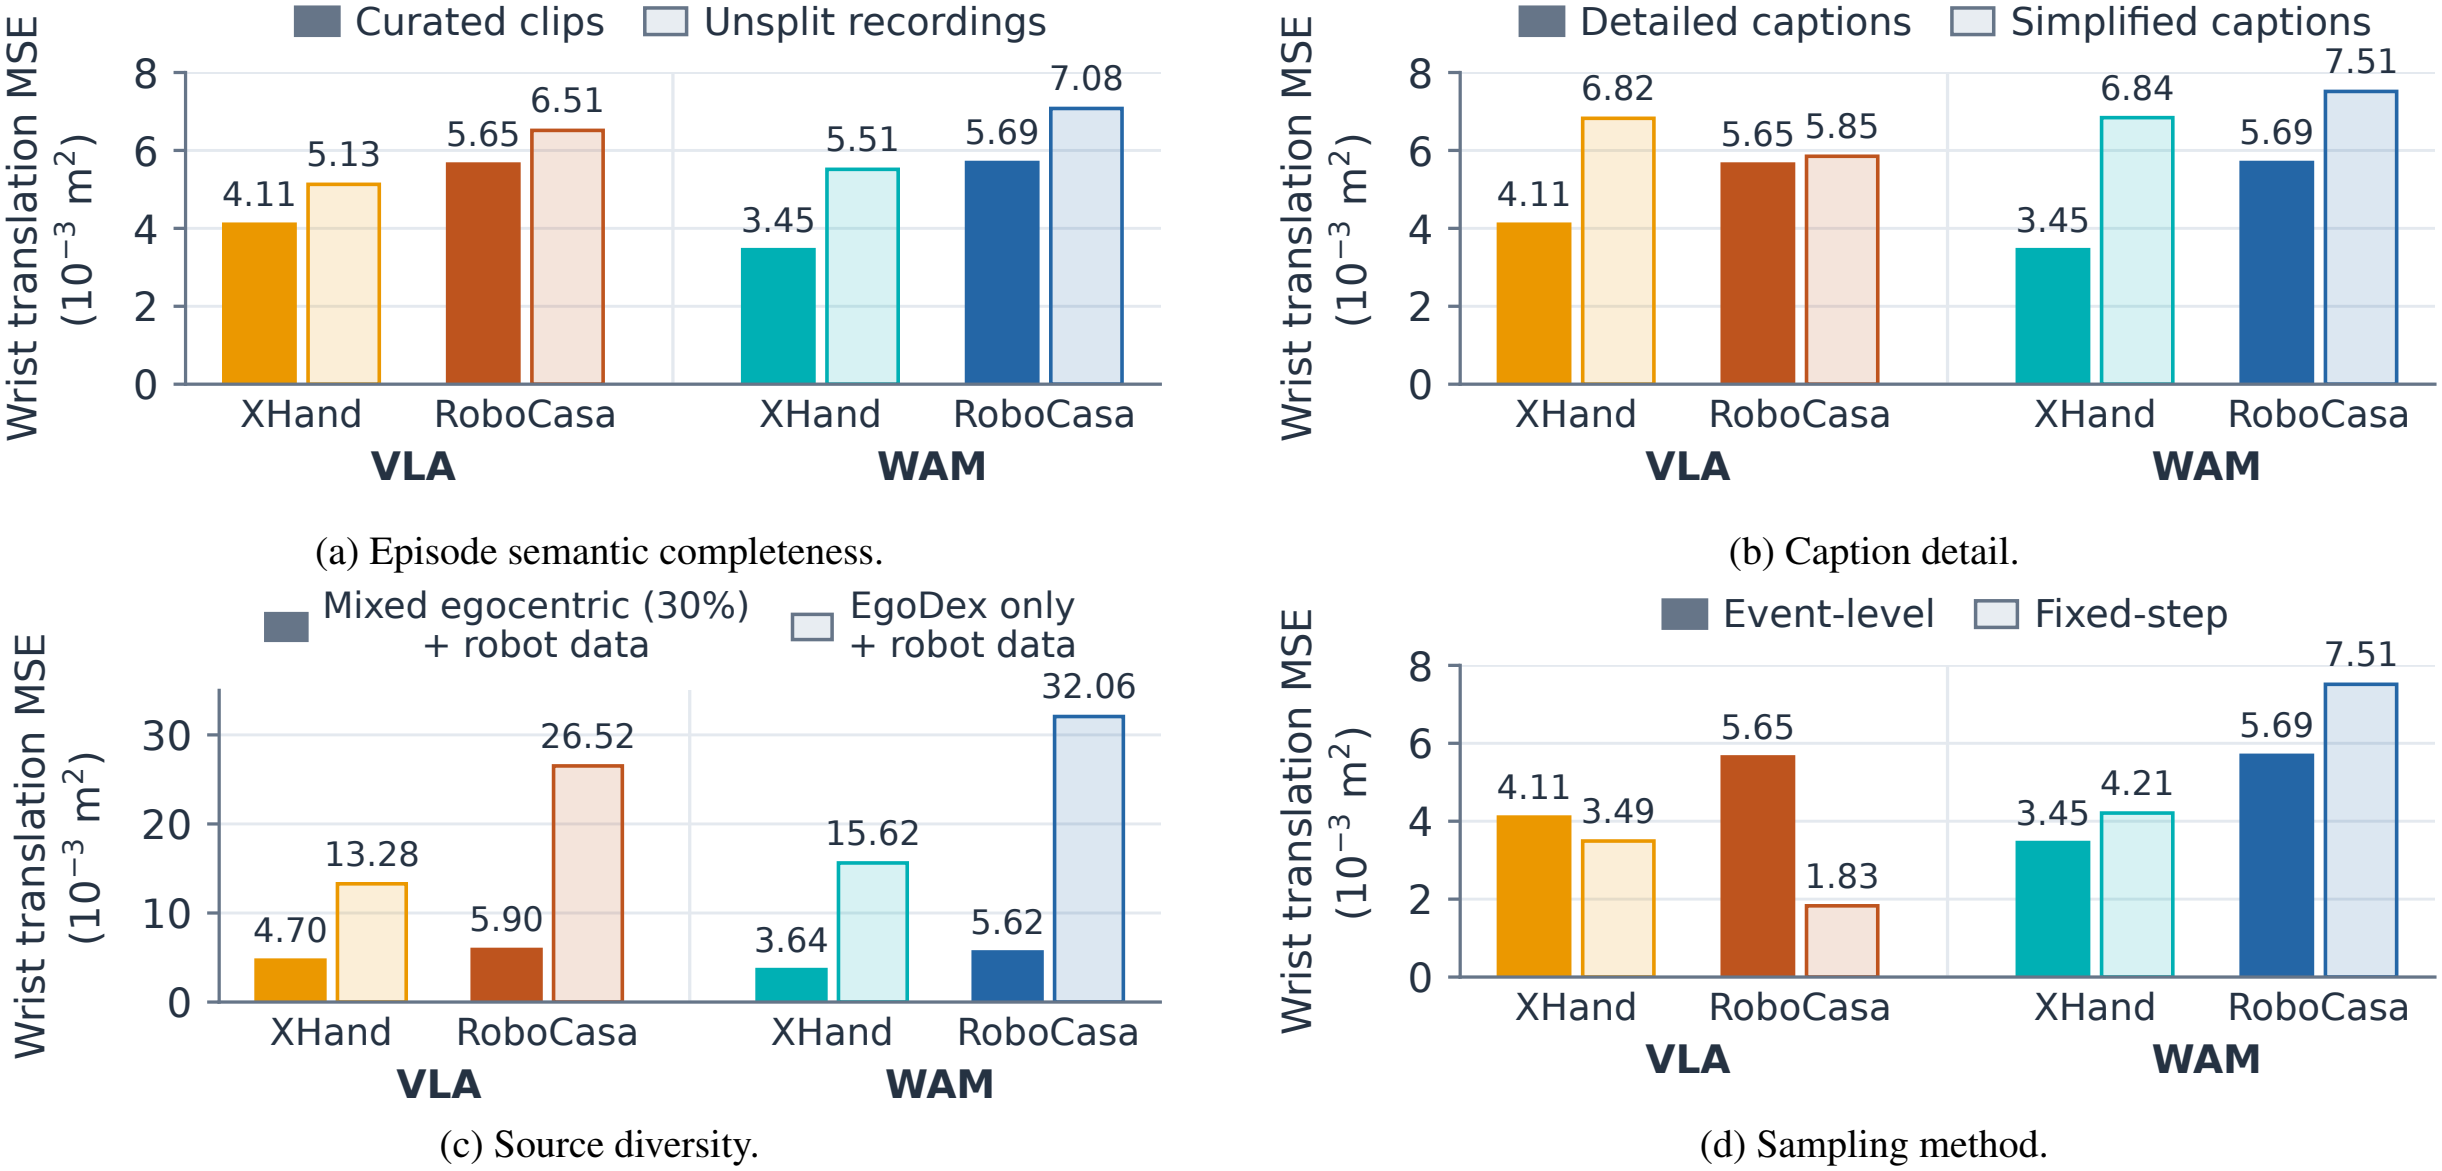 Curated clips Unsplit recordings
Wrist translation MSE
(10⁻³ m²)
8
6
4
2
0
4.11 5.13 5.65 6.51 3.45 5.51 5.69 7.08
XHand RoboCasa XHand RoboCasa
VLA WAM
(a) Episode semantic completeness.
Detailed captions Simplified captions
Wrist translation MSE
(10⁻³ m²)
8
6
4
2
0
4.11 6.82 5.65 5.85 3.45 6.84 5.69 7.51
XHand RoboCasa XHand RoboCasa
VLA WAM
(b) Caption detail.
Mixed egocentric (30%)
+ robot data
EgoDex only
+ robot data
Wrist translation MSE
(10⁻³ m²)
30
20
10
0
4.70 13.28 5.90 26.52 3.64 15.62 5.62 32.06
XHand RoboCasa XHand RoboCasa
VLA WAM
(c) Source diversity.
Event-level Fixed-step
Wrist translation MSE
(10⁻³ m²)
8
6
4
2
0
4.11 3.49 5.65 1.83 3.45 4.21 5.69 7.51
XHand RoboCasa XHand RoboCasa
VLA WAM
(d) Sampling method.